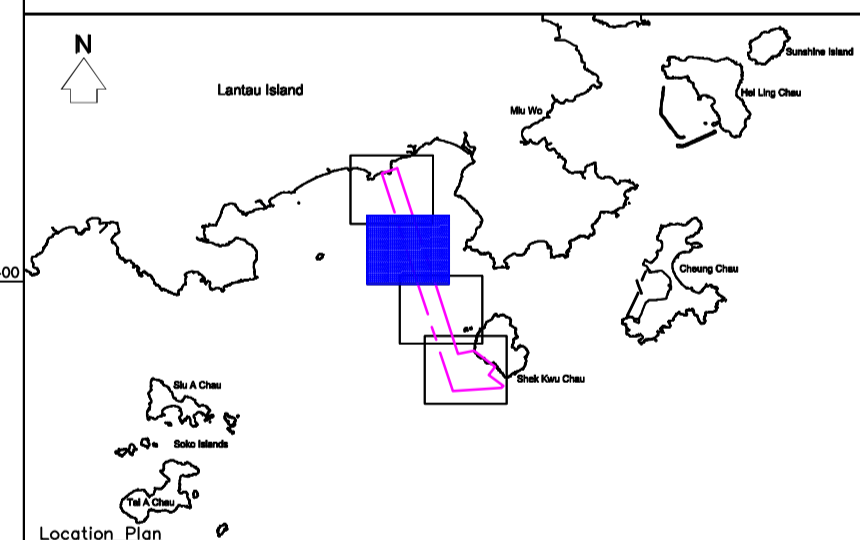 N
Sunshine Island
Lantau Island
Hei Ling Chau
Mui Wo
Cheung Chau
00
Shek Kwu Chau
Siu A Chau
Soko Islands
Tai A Chau
Location Plan